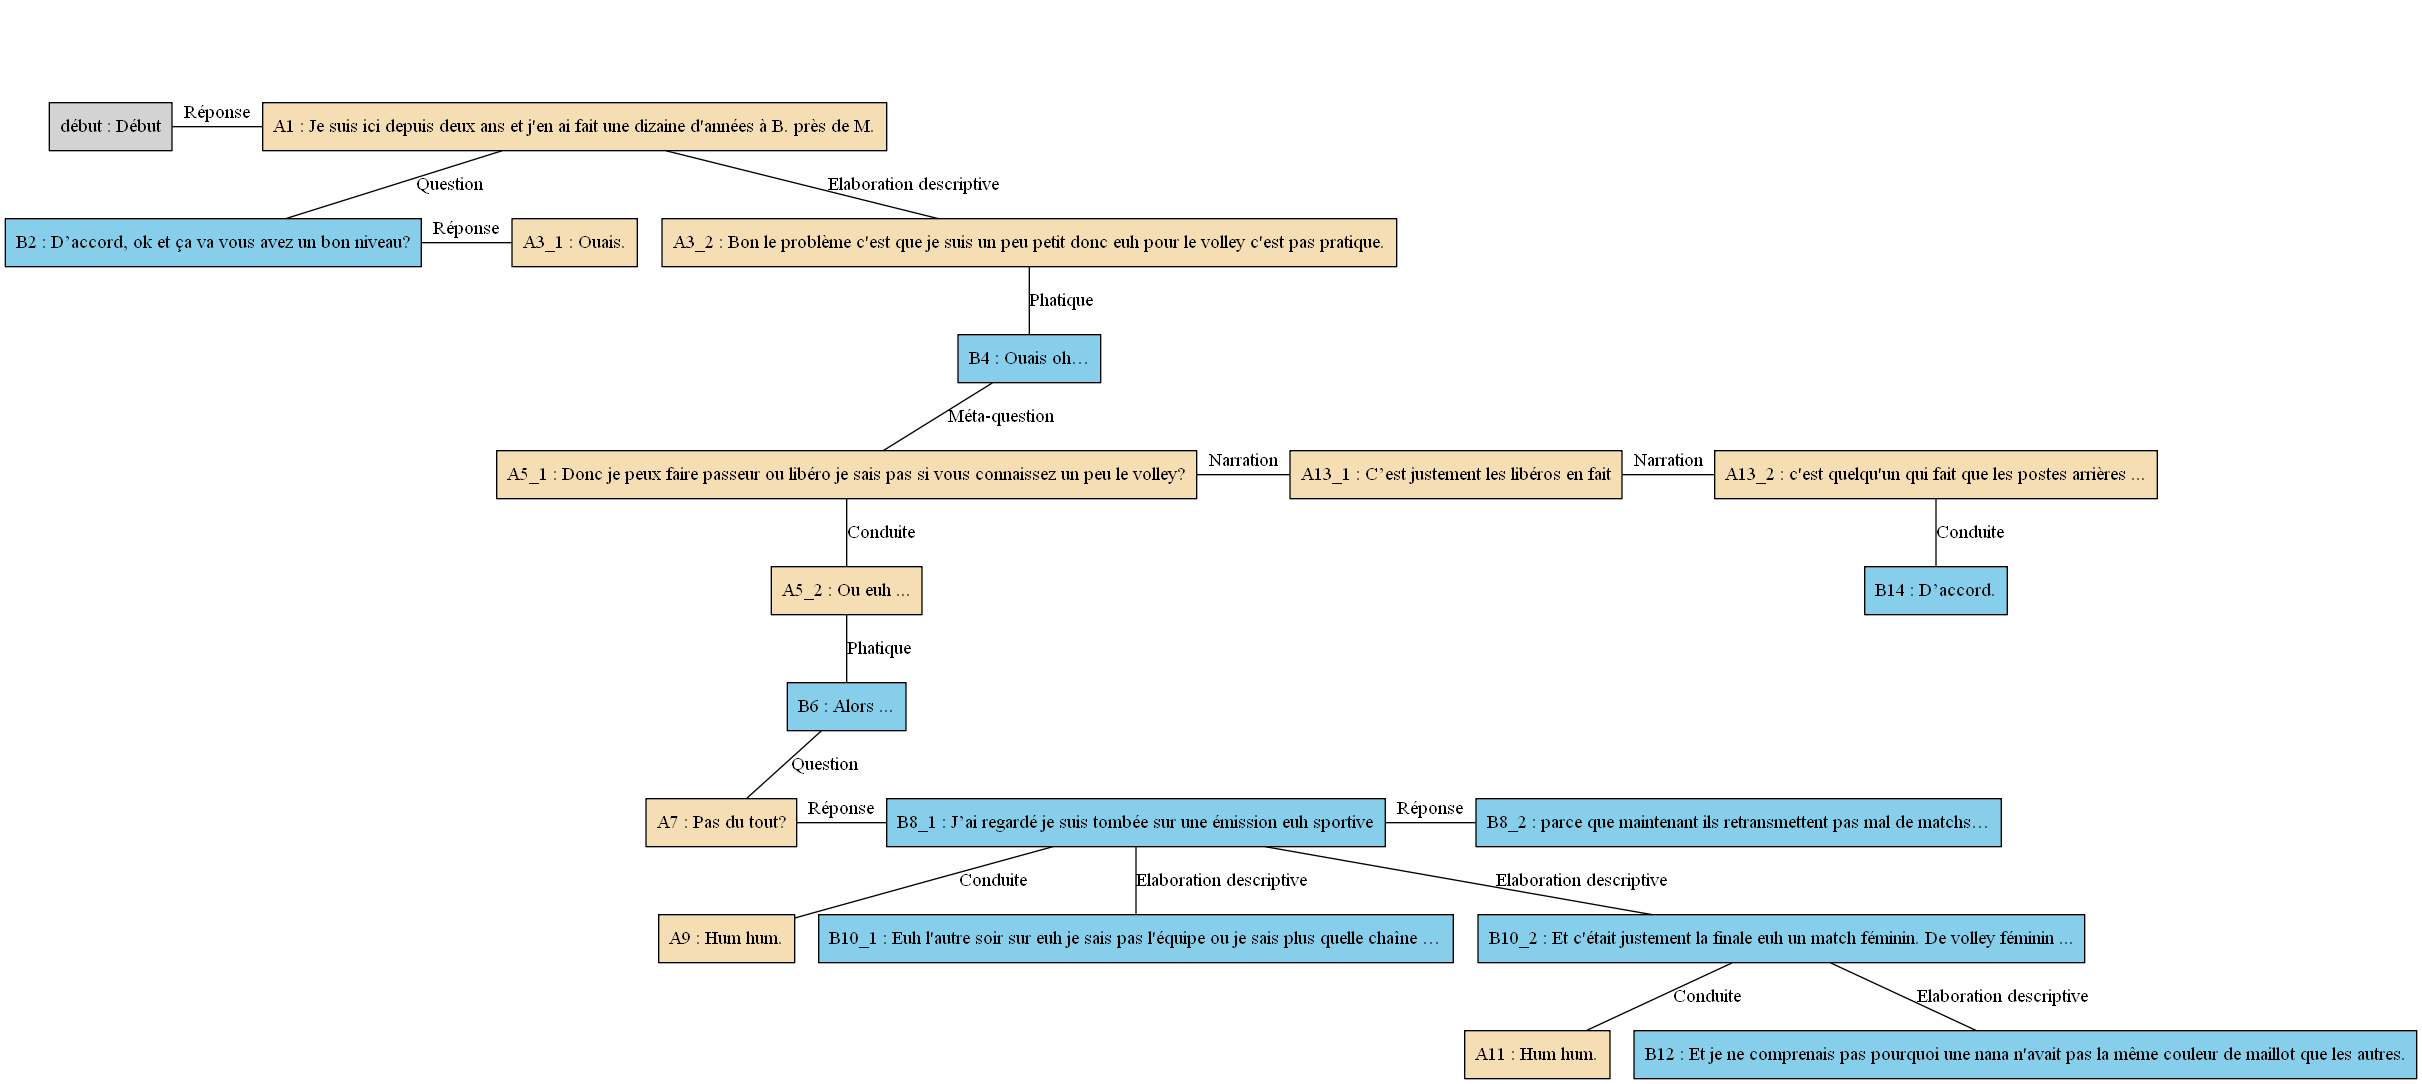 Réponse
début : Début
A1 : Je suis ici depuis deux ans et j'en ai fait une dizaine d'années à B. près de M.
Question
Elaboration descriptive
Réponse
B2 : D’accord, ok et ça va vous avez un bon niveau?
A3_1 : Ouais.
A3_2 : Bon le problème c'est que je suis un peu petit donc euh pour le volley c'est pas pratique.
Phatique
B4 : Ouais oh…
Méta-question
Narration
Narration
A5_1 : Donc je peux faire passeur ou libéro je sais pas si vous connaissez un peu le volley?
A13_1 : C’est justement les libéros en fait
A13_2 : c'est quelqu'un qui fait que les postes arrières ...
Conduite
Conduite
A5_2 : Ou euh ...
B14 : D’accord.
Phatique
B6 : Alors ...
Question
Réponse
Réponse
A7 : Pas du tout?
B8_1 : J’ai regardé je suis tombée sur une émission euh sportive
B8_2 : parce que maintenant ils retransmettent pas mal de matchs…
Conduite
Elaboration descriptive
Elaboration descriptive
A9 : Hum hum.
B10_1 : Euh l'autre soir sur euh je sais pas l'équipe ou je sais plus quelle chaîne …
B10_2 : Et c'était justement la finale euh un match féminin. De volley féminin ...
Conduite
Elaboration descriptive
A11 : Hum hum.
B12 : Et je ne comprenais pas pourquoi une nana n'avait pas la même couleur de maillot que les autres.